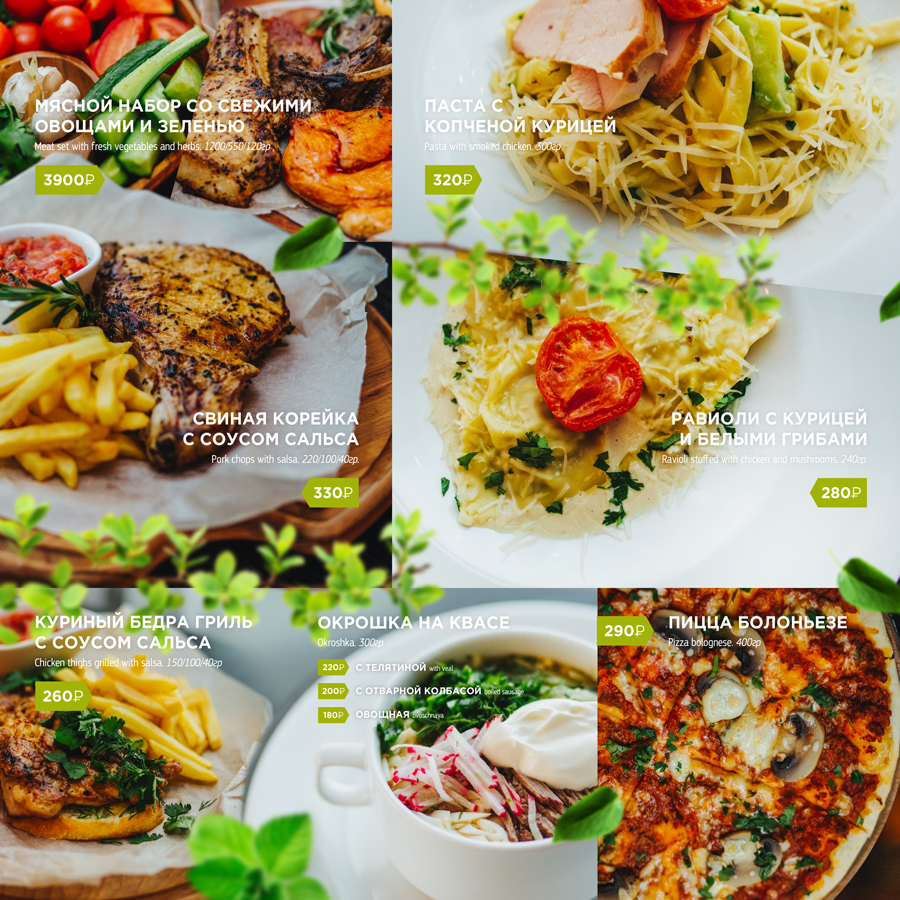 МЯСНОЙ НАБОР СО СВЕЖИМИ
ОВОЩАМИ И ЗЕЛЕНЬЮ
Meat set with fresh vegetables and herbs. 1200/550/120гр.
3900₽
ПАСТА С
КОПЧЕНОЙ КУРИЦЕЙ
Pasta with smoked chicken. 300гр.
320₽
СВИНАЯ КОРЕЙКА
С СОУСОМ САЛЬСА
Pork chops with salsa. 220/100/40гр.
330₽
РАВИОЛИ С КУРИЦЕЙ
И БЕЛЫМИ ГРИБАМИ
Ravioli stuffed with chicken and mushrooms. 240гр.
280₽
КУРИНЫЙ БЕДРА ГРИЛЬ
С СОУСОМ САЛЬСА
Chicken thighs grilled with salsa. 150/100/40гр
260₽
ОКРОШКА НА КВАСЕ
Okroshka. 300гр
220₽ С ТЕЛЯТИНОЙ with veal
200₽ С ОТВАРНОЙ КОЛБАСОЙ boiled sausage
180₽ ОВОЩНАЯ ovoschnaya
290₽ ПИЦЦА БОЛОНЬЕЗЕ
Pizza bolognese. 400гр